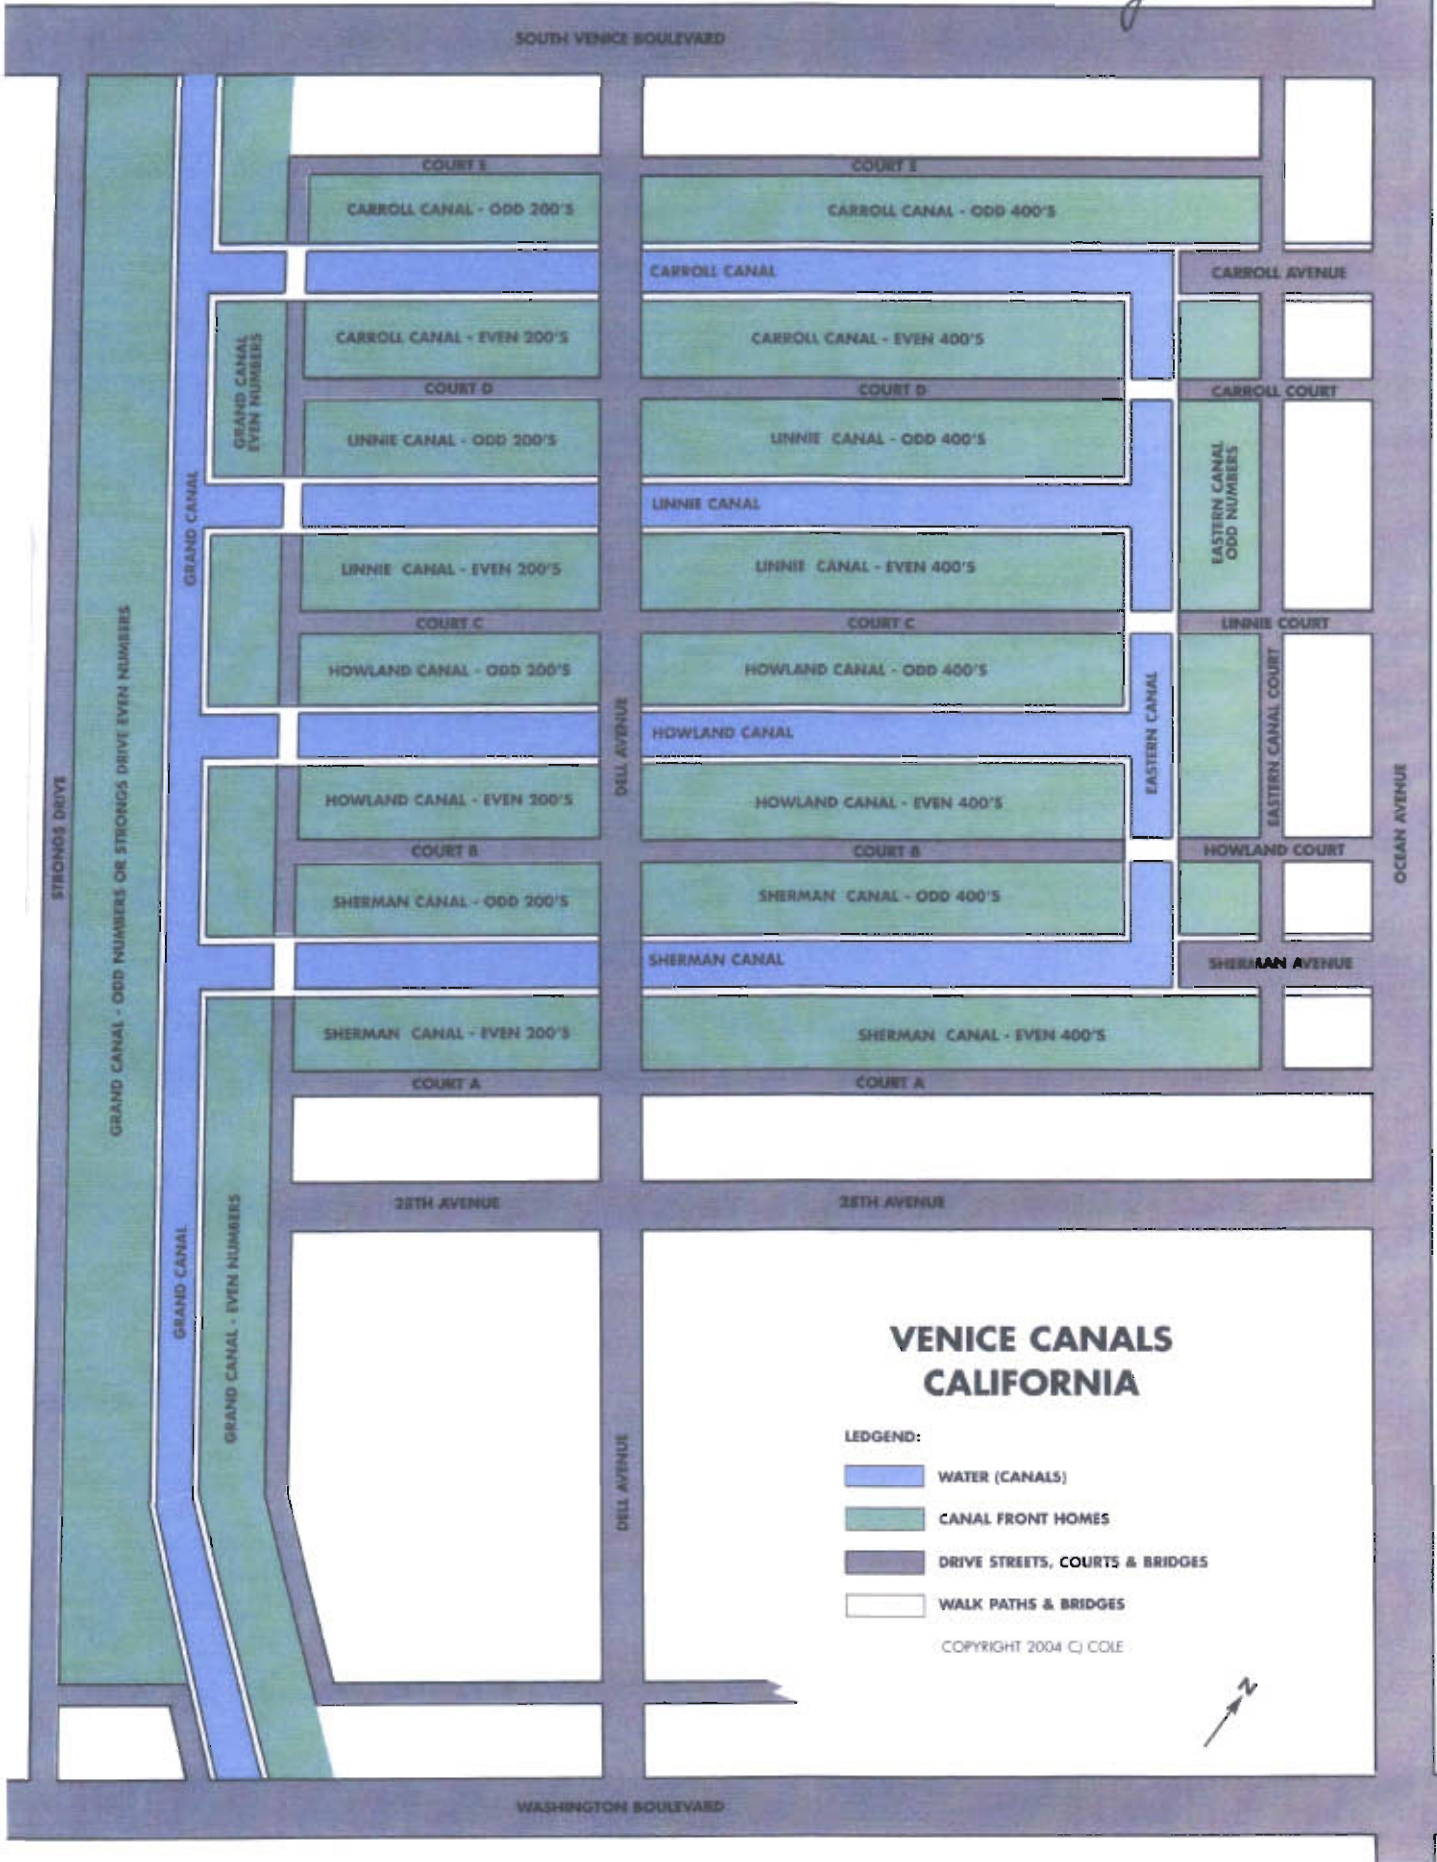 SOUTH VENICE BOULEVARD
COURT E
COURT E
CARROLL CANAL - ODD 200'S
CARROLL CANAL - ODD 400'S
CARROLL CANAL
CARROLL AVENUE
CARROLL CANAL - EVEN 200'S
CARROLL CANAL - EVEN 400'S
GRAND CANAL
EVEN NUMBERS
COURT D
COURT D
CARROLL COURT
LINNIE CANAL - ODD 200'S
LINNIE CANAL - ODD 400'S
EASTERN CANAL
ODD NUMBERS
GRAND CANAL
LINNIE CANAL
LINNIE CANAL - EVEN 200'S
LINNIE CANAL - EVEN 400'S
COURT C
COURT C
LINNIE COURT
HOWLAND CANAL - ODD 200'S
HOWLAND CANAL - ODD 400'S
HOWLAND CANAL
DELL AVENUE
EASTERN CANAL
EASTERN CANAL COURT
HOWLAND CANAL - EVEN 200'S
HOWLAND CANAL - EVEN 400'S
STRONGS DRIVE
GRAND CANAL - ODD NUMBERS OR STRONGS DRIVE EVEN NUMBERS
OCEAN AVENUE
COURT B
COURT B
HOWLAND COURT
SHERMAN CANAL - ODD 200'S
SHERMAN CANAL - ODD 400'S
SHERMAN CANAL
SHERMAN AVENUE
SHERMAN CANAL - EVEN 200'S
SHERMAN CANAL - EVEN 400'S
COURT A
COURT A
28TH AVENUE
28TH AVENUE
GRAND CANAL
GRAND CANAL - EVEN NUMBERS
DELL AVENUE
VENICE CANALS
CALIFORNIA
LEDGEND:
WATER (CANALS)
CANAL FRONT HOMES
DRIVE STREETS, COURTS & BRIDGES
WALK PATHS & BRIDGES
COPYRIGHT 2004 CJ COLE
N
WASHINGTON BOULEVARD